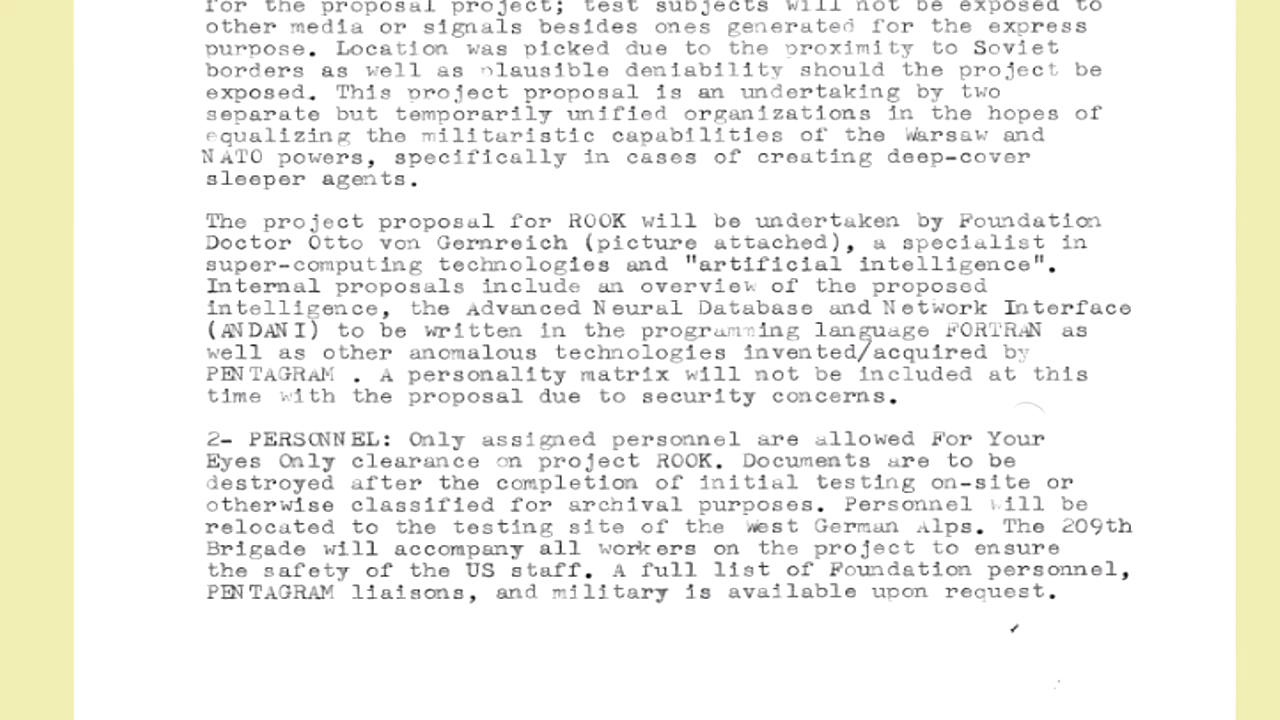 for the proposal project; test subjects will not be exposed to
other media or signals besides ones generated for the express
purpose. Location was picked due to the proximity to Soviet
borders as well as plausible deniability should the project be
exposed. This project proposal is an undertaking by two
separate but temporarily unified organizations in the hopes of
equalizing the militaristic capabilities of the Warsaw and
NATO powers, specifically in cases of creating deep-cover
sleeper agents.
The project proposal for ROOK will be undertaken by Foundation
Doctor Otto von Gernreich (picture attached), a specialist in
super-computing technologies and "artificial intelligence".
Internal proposals include an overview of the proposed
intelligence, the Advanced Neural Database and Network Interface
(ANDANI) to be written in the programming language FORTRAN as
well as other anomalous technologies invented/acquired by
PENTAGRAM . A personality matrix will not be included at this
time with the proposal due to security concerns.
2- PERSONNEL: Only assigned personnel are allowed For Your
Eyes Only clearance on project ROOK. Documents are to be
destroyed after the completion of initial testing on-site or
otherwise classified for archival purposes. Personnel will be
relocated to the testing site of the West German Alps. The 209th
Brigade will accompany all workers on the project to ensure
the safety of the US staff. A full list of Foundation personnel,
PENTAGRAM liaisons, and military is available upon request.